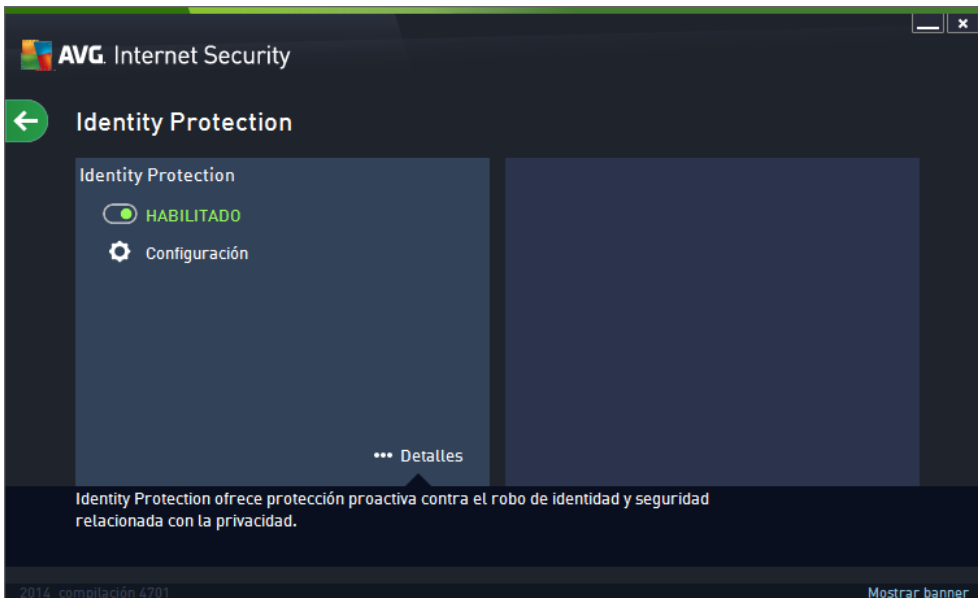 AVG. Internet Security
Identity Protection
Identity Protection
HABILITADO
Configuración
••• Detalles
Identity Protection ofrece protección proactiva contra el robo de identidad y seguridad
relacionada con la privacidad.
2014 compilación 4701
Mostrar banner